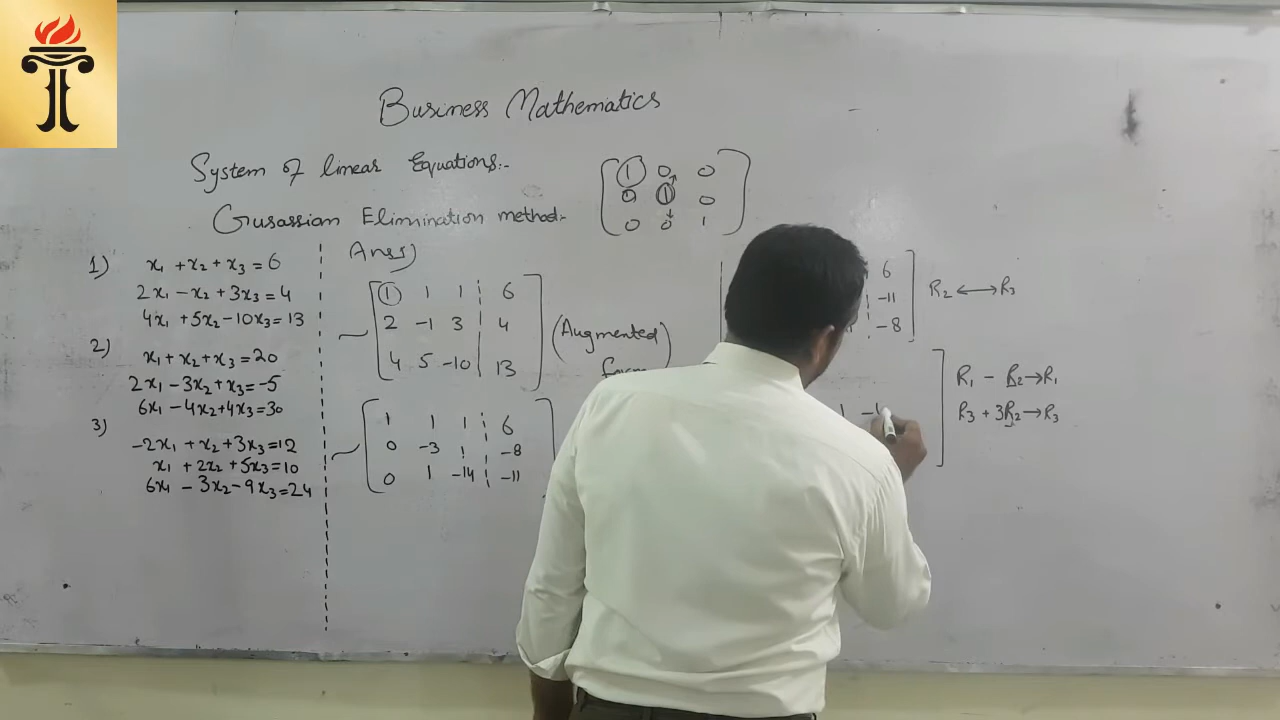 Business Mathematics
System of linear Equations:-
Gusassian Elimination method:-
[ 1 0 0
0 1 0
0 0 1 ]
1) x₁ + x₂ + x₃ = 6
2x₁ - x₂ + 3x₃ = 4
4x₁ + 5x₂ - 10x₃ = 13
2) x₁ + x₂ + x₃ = 20
2x₁ - 3x₂ + x₃ = -5
6x₁ - 4x₂ + 4x₃ = 30
3) -2x₁ + x₂ + 3x₃ = 12
x₁ + 2x₂ + 5x₃ = 10
6x₁ - 3x₂ - 9x₃ = 24
Ans:)
[ 1 1 1 ¦ 6
2 -1 3 ¦ 4
4 5 -10 ¦ 13 ]
(Augmented
[ 1 1 1 ¦ 6
0 -3 1 ¦ -8
0 1 -14 ¦ -11
6
-11
-8 ]
R₂ ⟷ R₃
1
R₁ - R₂ → R₁
R₃ + 3R₂ → R₃